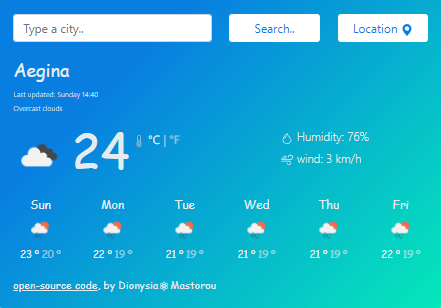 Type a city.. Search.. Location
Aegina
Last updated: Sunday 14:40
Overcast clouds
24 °C | °F Humidity: 76%
wind: 3 km/h
Sun Mon Tue Wed Thu Fri
23 ° 20 ° 22 ° 19 ° 21 ° 19 ° 21 ° 19 ° 21 ° 19 ° 22 ° 19 °
open-source code, by Dionysia Mastorou